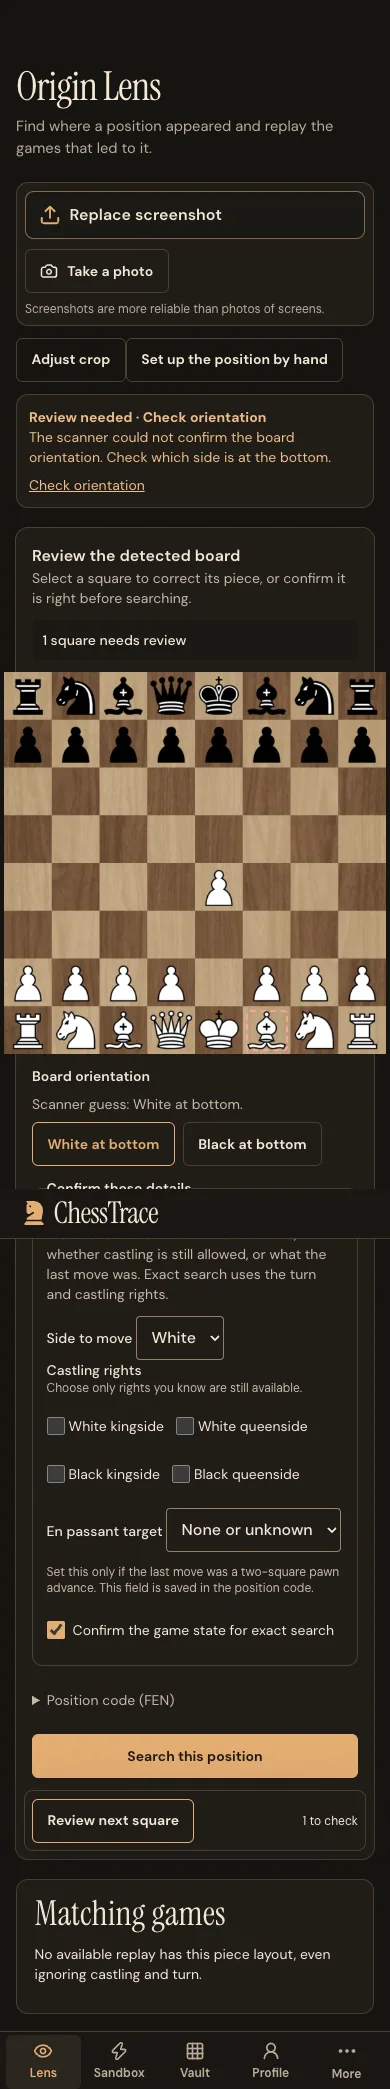 Origin Lens
Find where a position appeared and replay the
games that led to it.
Replace screenshot
Take a photo
Screenshots are more reliable than photos of screens.
Adjust crop
Set up the position by hand
Review needed · Check orientation
The scanner could not confirm the board
orientation. Check which side is at the bottom.
Check orientation
Review the detected board
Select a square to correct its piece, or confirm it
is right before searching.
1 square needs review
Board orientation
Scanner guess: White at bottom.
White at bottom
Black at bottom
Confirm these details
ChessTrace
whether castling is still allowed, or what the
last move was. Exact search uses the turn
and castling rights.
Side to move White
Castling rights
Choose only rights you know are still available.
White kingside White queenside
Black kingside Black queenside
En passant target None or unknown
Set this only if the last move was a two-square pawn
advance. This field is saved in the position code.
Confirm the game state for exact search
Position code (FEN)
Search this position
Review next square
1 to check
Matching games
No available replay has this piece layout, even
ignoring castling and turn.
Lens Sandbox Vault Profile More